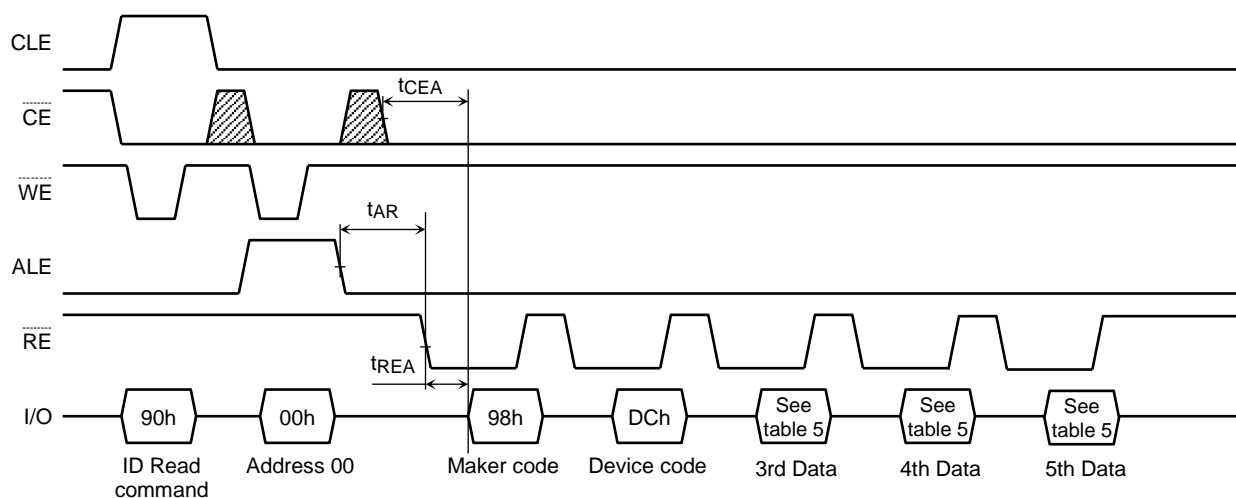 CLE
tCEA
CE
WE
tAR
ALE
RE
tREA
I/O
90h
00h
98h
DCh
See
table 5
See
table 5
See
table 5
ID Read
command
Address 00
Maker code
Device code
3rd Data
4th Data
5th Data